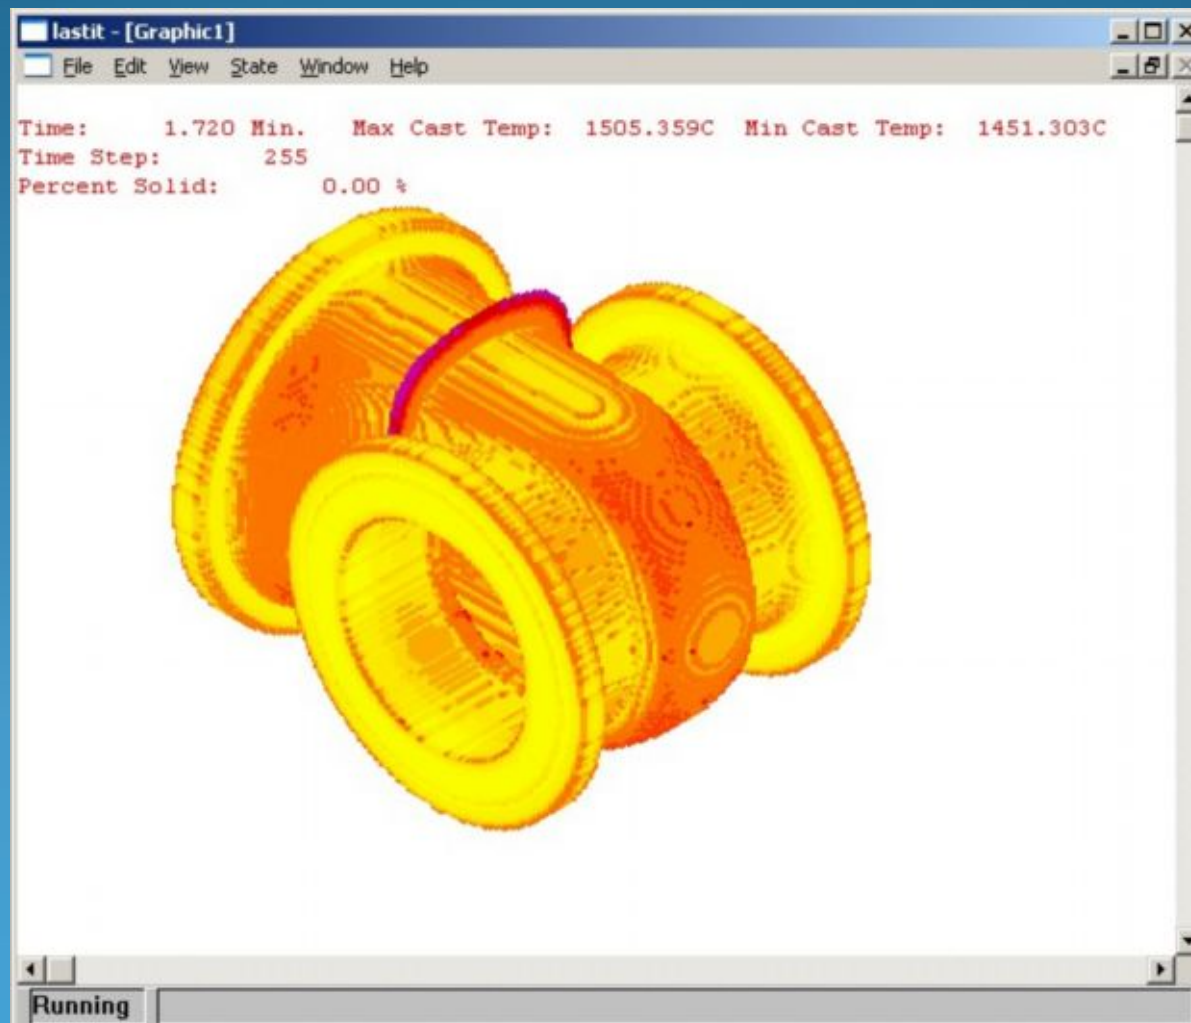 lastit - [Graphic1]
File Edit View State Window Help
Time: 1.720 Min. Max Cast Temp: 1505.359C Min Cast Temp: 1451.303C
Time Step: 255
Percent Solid: 0.00 %
Running